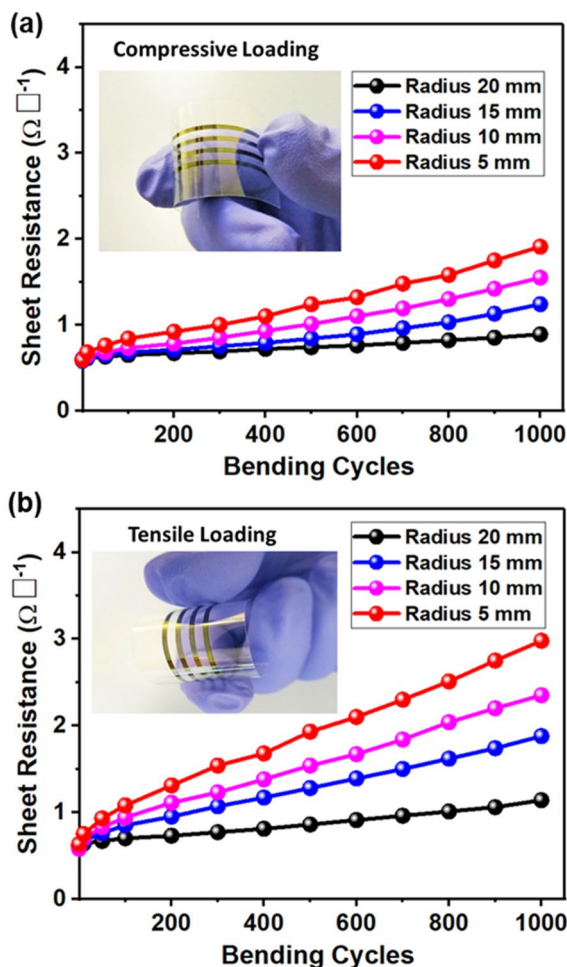 (a)
Compressive Loading
Radius 20 mm
Radius 15 mm
Radius 10 mm
Radius 5 mm
Sheet Resistance (Ω □⁻¹)
4
3
2
1
0
200 400 600 800 1000
Bending Cycles
(b)
Tensile Loading
Radius 20 mm
Radius 15 mm
Radius 10 mm
Radius 5 mm
Sheet Resistance (Ω □⁻¹)
4
3
2
1
0
200 400 600 800 1000
Bending Cycles